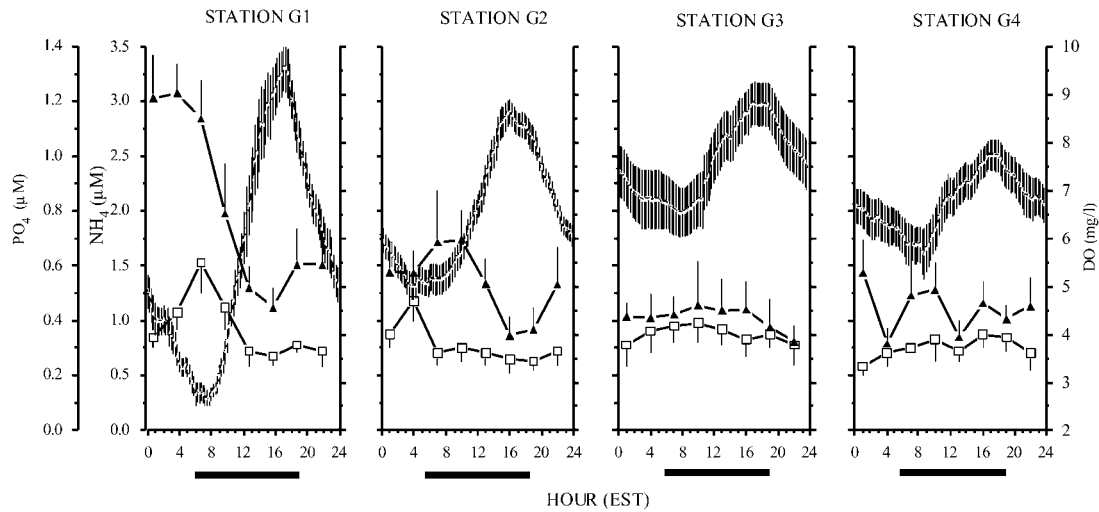 STATION G1
STATION G2
STATION G3
STATION G4
1.4
1.2
1.0
0.8
0.6
0.4
0.2
0.0
PO4 (µM)
3.5
3.0
2.5
2.0
1.5
1.0
0.5
0.0
NH4 (µM)
10
9
8
7
6
5
4
3
2
DO (mg/l)
0 4 8 12 16 20 24
0 4 8 12 16 20 24
0 4 8 12 16 20 24
0 4 8 12 16 20 24
HOUR (EST)